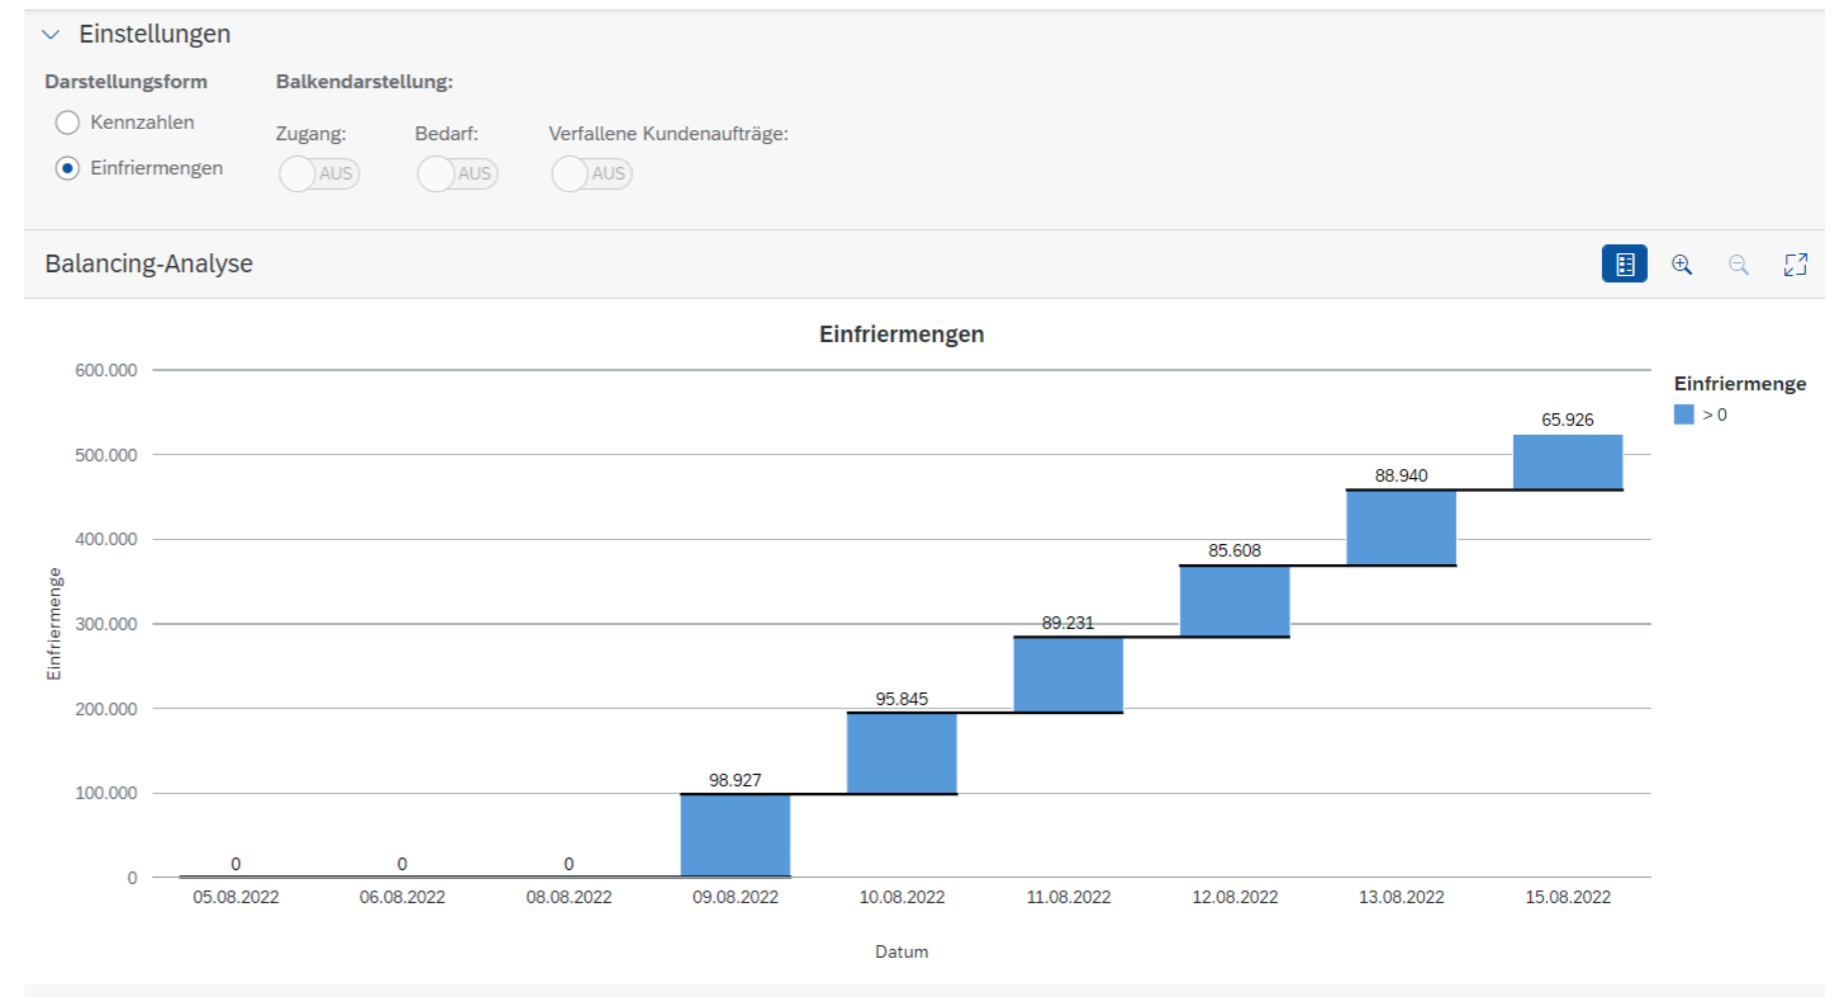 Einstellungen
Darstellungsform
Balkendarstellung:
Kennzahlen
Einfriermengen
Zugang:
Bedarf:
Verfallene Kundenaufträge:
AUS
AUS
AUS
Balancing-Analyse
Einfriermengen
600.000
500.000
400.000
300.000
200.000
100.000
0
Einfriermenge
0
0
0
98.927
95.845
89.231
85.608
88.940
65.926
05.08.2022
06.08.2022
08.08.2022
09.08.2022
10.08.2022
11.08.2022
12.08.2022
13.08.2022
15.08.2022
Datum
Einfriermenge
> 0